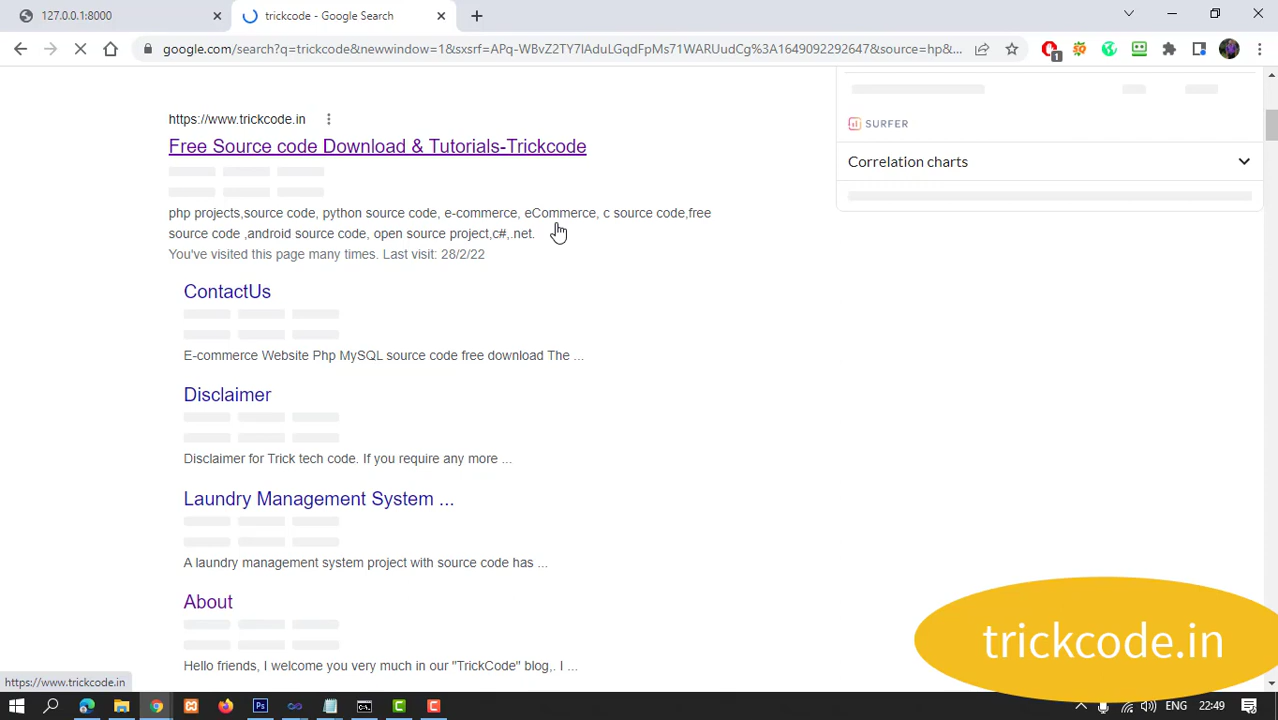 127.0.0.1:8000
trickcode - Google Search
google.com/search?q=trickcode&newwindow=1&sxsrf=APq-WBvZ2TY7lAduLGqdFpMs71WARUudCg%3A1649092292647&source=hp&...
1
https://www.trickcode.in
Free Source code Download & Tutorials-Trickcode
php projects,source code, python source code, e-commerce, eCommerce, c source code,free
source code ,android source code, open source project,c#,.net.
You've visited this page many times. Last visit: 28/2/22
ContactUs
E-commerce Website Php MySQL source code free download The ...
Disclaimer
Disclaimer for Trick tech code. If you require any more ...
Laundry Management System ...
A laundry management system project with source code has ...
About
Hello friends, I welcome you very much in our "TrickCode" blog,. I ...
SURFER
Correlation charts
trickcode.in
https://www.trickcode.in
Ps
C
C
ENG
22:49